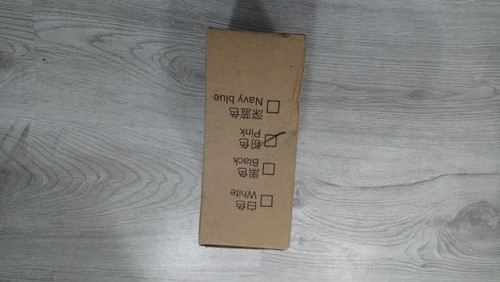 白色
White
黑色
Black
粉色
Pink
深蓝色
Navy blue